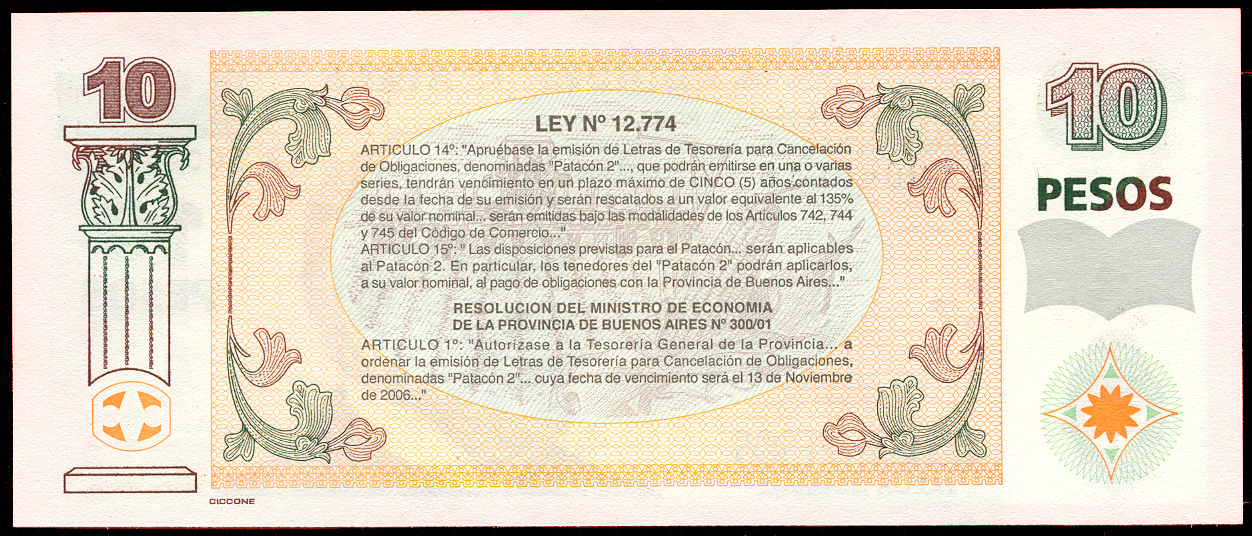 10
10
PESOS
LEY Nº 12.774
ARTICULO 14º: "Apruébase la emisión de Letras de Tesorería para Cancelación
de Obligaciones, denominadas "Patacón 2"..., que podrán emitirse en una o varias
series, tendrán vencimiento en un plazo máximo de CINCO (5) años contados
desde la fecha de su emisión y serán rescatados a un valor equivalente al 135%
de su valor nominal... serán emitidas bajo las modalidades de los Artículos 742, 744
y 745 del Código de Comercio..."
ARTICULO 15º: " Las disposiciones previstas para el Patacón... serán aplicables
al Patacón 2. En particular, los tenedores del "Patacón 2" podrán aplicarlos,
a su valor nominal, al pago de obligaciones con la Provincia de Buenos Aires..."
RESOLUCION DEL MINISTRO DE ECONOMIA
DE LA PROVINCIA DE BUENOS AIRES Nº 300/01
ARTICULO 1º: "Autorízase a la Tesorería General de la Provincia... a
ordenar la emisión de Letras de Tesorería para Cancelación de Obligaciones,
denominadas "Patacón 2"... cuya fecha de vencimiento será el 13 de Noviembre
de 2006..."
CICCONE